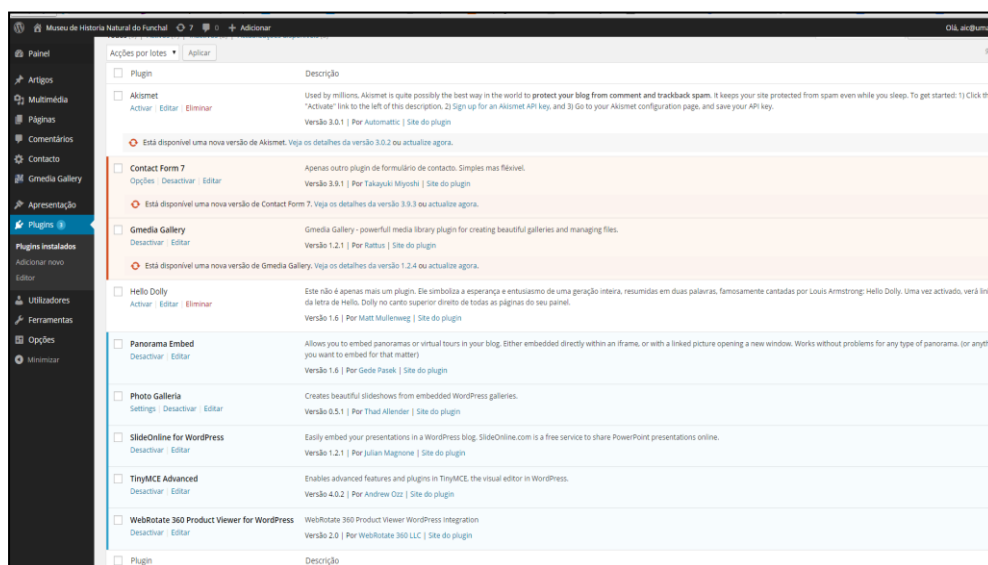 Museu de Historia Natural do Funchal 7 0 + Adicionar Olá, aic@uma
Painel
Artigos
Multimédia
Páginas
Comentários
Contacto
Gmedia Gallery
Apresentação
Plugins 3
Plugins instalados
Adicionar novo
Editor
Utilizadores
Ferramentas
Opções
Minimizar
Acções por lotes Aplicar
Plugin Descrição
Akismet
Activar | Editar | Eliminar
Used by millions, Akismet is quite possibly the best way in the world to protect your blog from comment and trackback spam. It keeps your site protected from spam even while you sleep. To get started: 1) Click th
"Activate" link to the left of this description, 2) Sign up for an Akismet API key, and 3) Go to your Akismet configuration page, and save your API key.
Versão 3.0.1 | Por Automattic | Site do plugin
Está disponível uma nova versão de Akismet. Veja os detalhes da versão 3.0.2 ou actualize agora.
Contact Form 7
Opções | Desactivar | Editar
Apenas outro plugin de formulário de contacto. Simples mas fléxivel.
Versão 3.9.1 | Por Takayuki Miyoshi | Site do plugin
Está disponível uma nova versão de Contact Form 7. Veja os detalhes da versão 3.9.3 ou actualize agora.
Gmedia Gallery
Desactivar | Editar
Gmedia Gallery - powerfull media library plugin for creating beautiful galleries and managing files.
Versão 1.2.1 | Por Rattus | Site do plugin
Está disponível uma nova versão de Gmedia Gallery. Veja os detalhes da versão 1.2.4 ou actualize agora.
Hello Dolly
Activar | Editar | Eliminar
Este não é apenas mais um plugin. Ele simboliza a esperança e entusiasmo de uma geração inteira, resumidas em duas palavras, famosamente cantadas por Louis Armstrong: Hello Dolly. Uma vez activado, verá lin
da letra de Hello, Dolly no canto superior direito de todas as páginas do seu painel.
Versão 1.6 | Por Matt Mullenweg | Site do plugin
Panorama Embed
Desactivar | Editar
Allows you to embed panoramas or virtual tours in your blog. Either embedded directly within an iframe, or with a linked picture opening a new window. Works without problems for any type of panorama. (or anyth
you want to embed for that matter)
Versão 1.6 | Por Gede Pasek | Site do plugin
Photo Galleria
Settings | Desactivar | Editar
Creates beautiful slideshows from embedded WordPress galleries.
Versão 0.5.1 | Por Thad Allender | Site do plugin
SlideOnline for WordPress
Desactivar | Editar
Easily embed your presentations in a WordPress blog. SlideOnline.com is a free service to share PowerPoint presentations online.
Versão 1.2.1 | Por Julian Magnone | Site do plugin
TinyMCE Advanced
Desactivar | Editar
Enables advanced features and plugins in TinyMCE, the visual editor in WordPress.
Versão 4.0.2 | Por Andrew Ozz | Site do plugin
WebRotate 360 Product Viewer for WordPress
Desactivar | Editar
WebRotate 360 Product Viewer WordPress Integration
Versão 2.0 | Por WebRotate 360 LLC | Site do plugin
Plugin Descrição